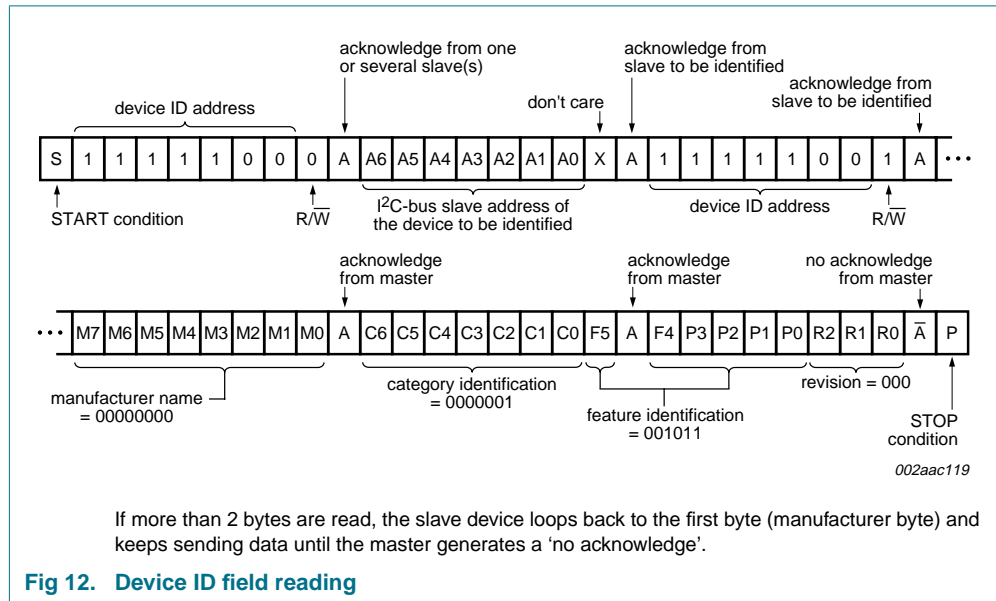 acknowledge from one
or several slave(s)
acknowledge from
slave to be identified
acknowledge from
slave to be identified
don't care
device ID address
S 1 1 1 1 1 0 0 0 A A6 A5 A4 A3 A2 A1 A0 X A 1 1 1 1 1 0 0 1 A •••
START condition
R/W̅
I²C-bus slave address of
the device to be identified
device ID address
R/W̅
acknowledge
from master
acknowledge
from master
no acknowledge
from master
••• M7 M6 M5 M4 M3 M2 M1 M0 A C6 C5 C4 C3 C2 C1 C0 F5 A F4 P3 P2 P1 P0 R2 R1 R0 A̅ P
manufacturer name
= 00000000
category identification
= 0000001
feature identification
= 001011
revision = 000
STOP
condition
002aac119
If more than 2 bytes are read, the slave device loops back to the first byte (manufacturer byte) and
keeps sending data until the master generates a ‘no acknowledge’.
Fig 12. Device ID field reading